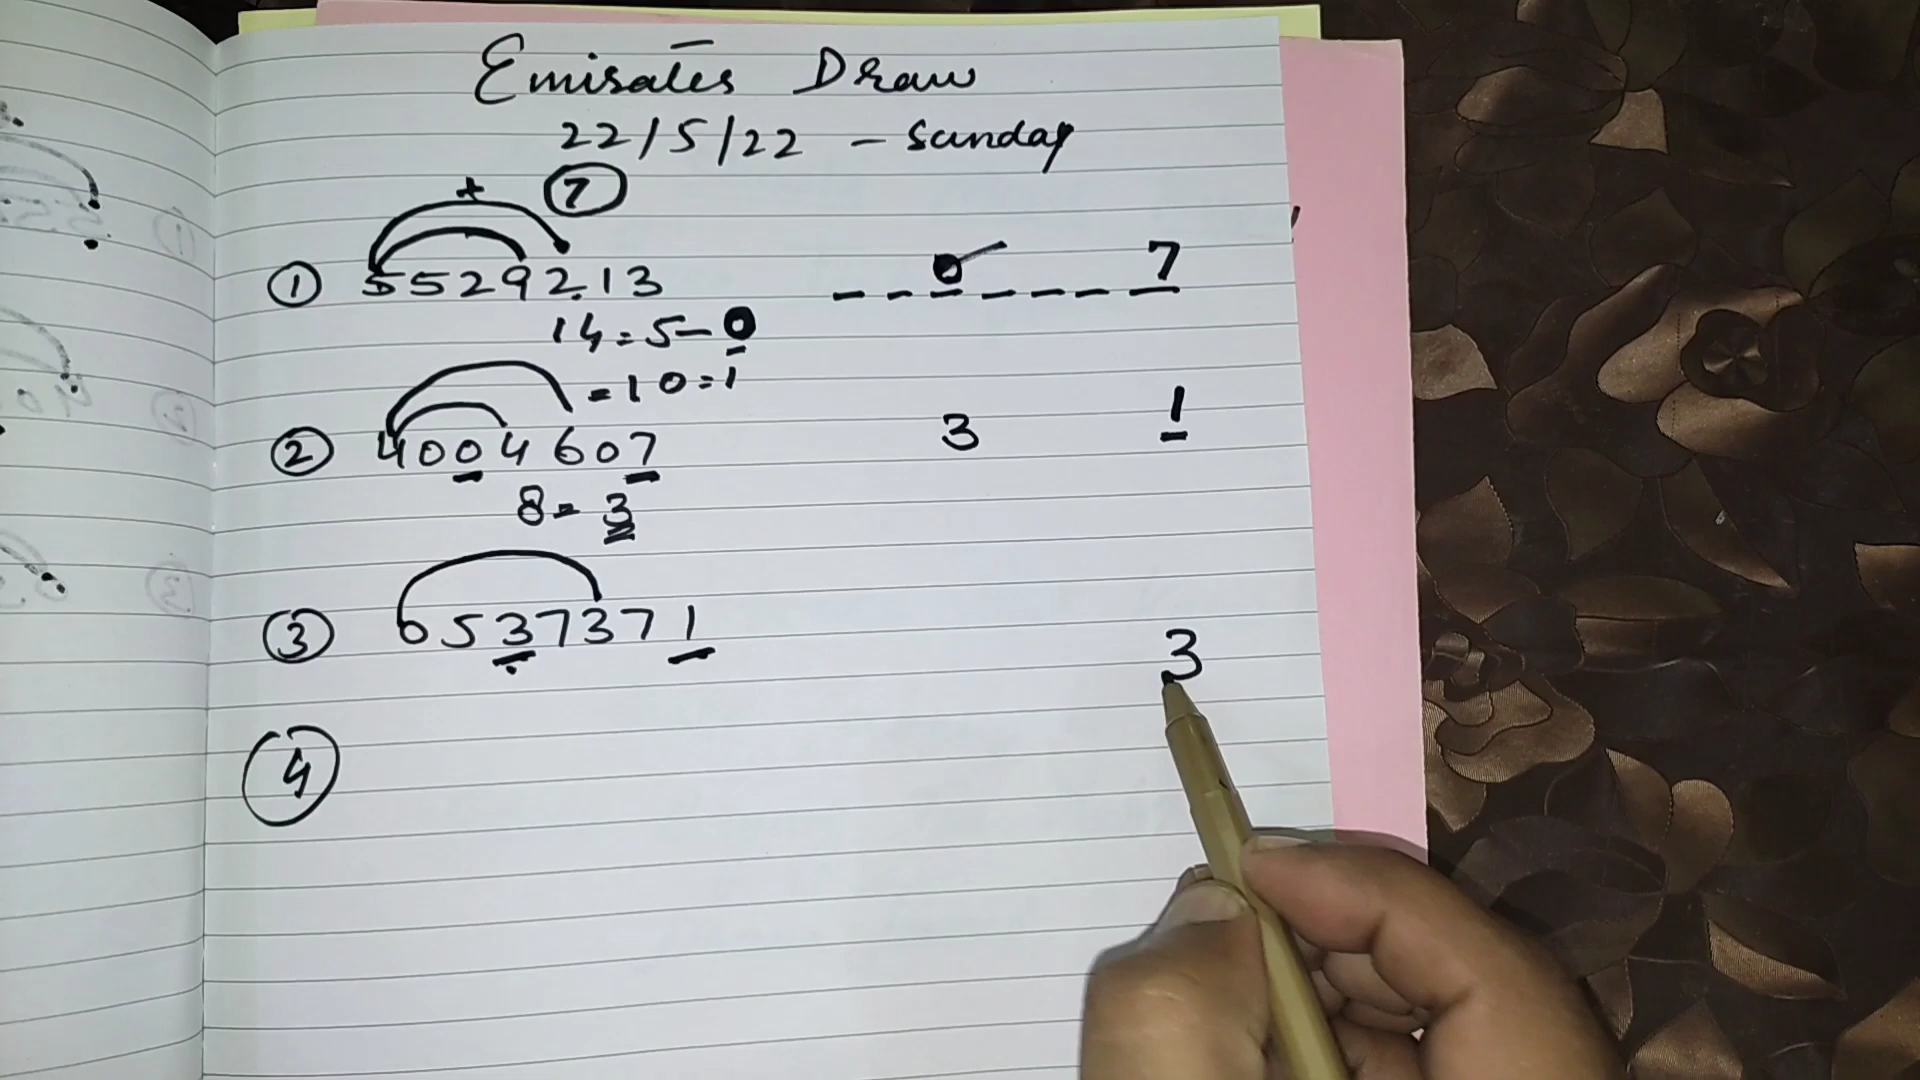 Emirates Draw
22/5/22 - Sunday
+ 7
① 55292.13 0 7
14=5-0
=10=1
② 4004607 3 1
8=3
③ 6537371 3
④